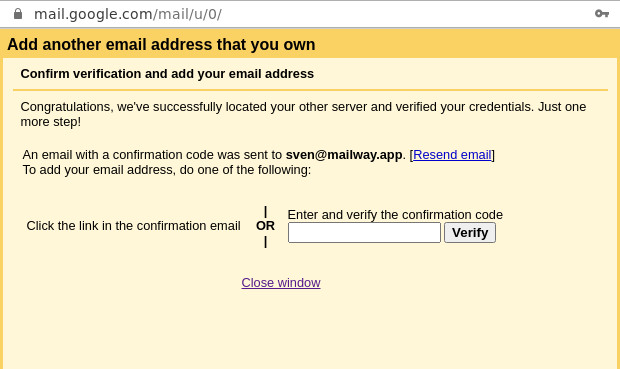 mail.google.com/mail/u/0/
Add another email address that you own
Confirm verification and add your email address
Congratulations, we've successfully located your other server and verified your credentials. Just one
more step!
An email with a confirmation code was sent to sven@mailway.app. [Resend email]
To add your email address, do one of the following:
Click the link in the confirmation email
|
OR
|
Enter and verify the confirmation code
Verify
Close window